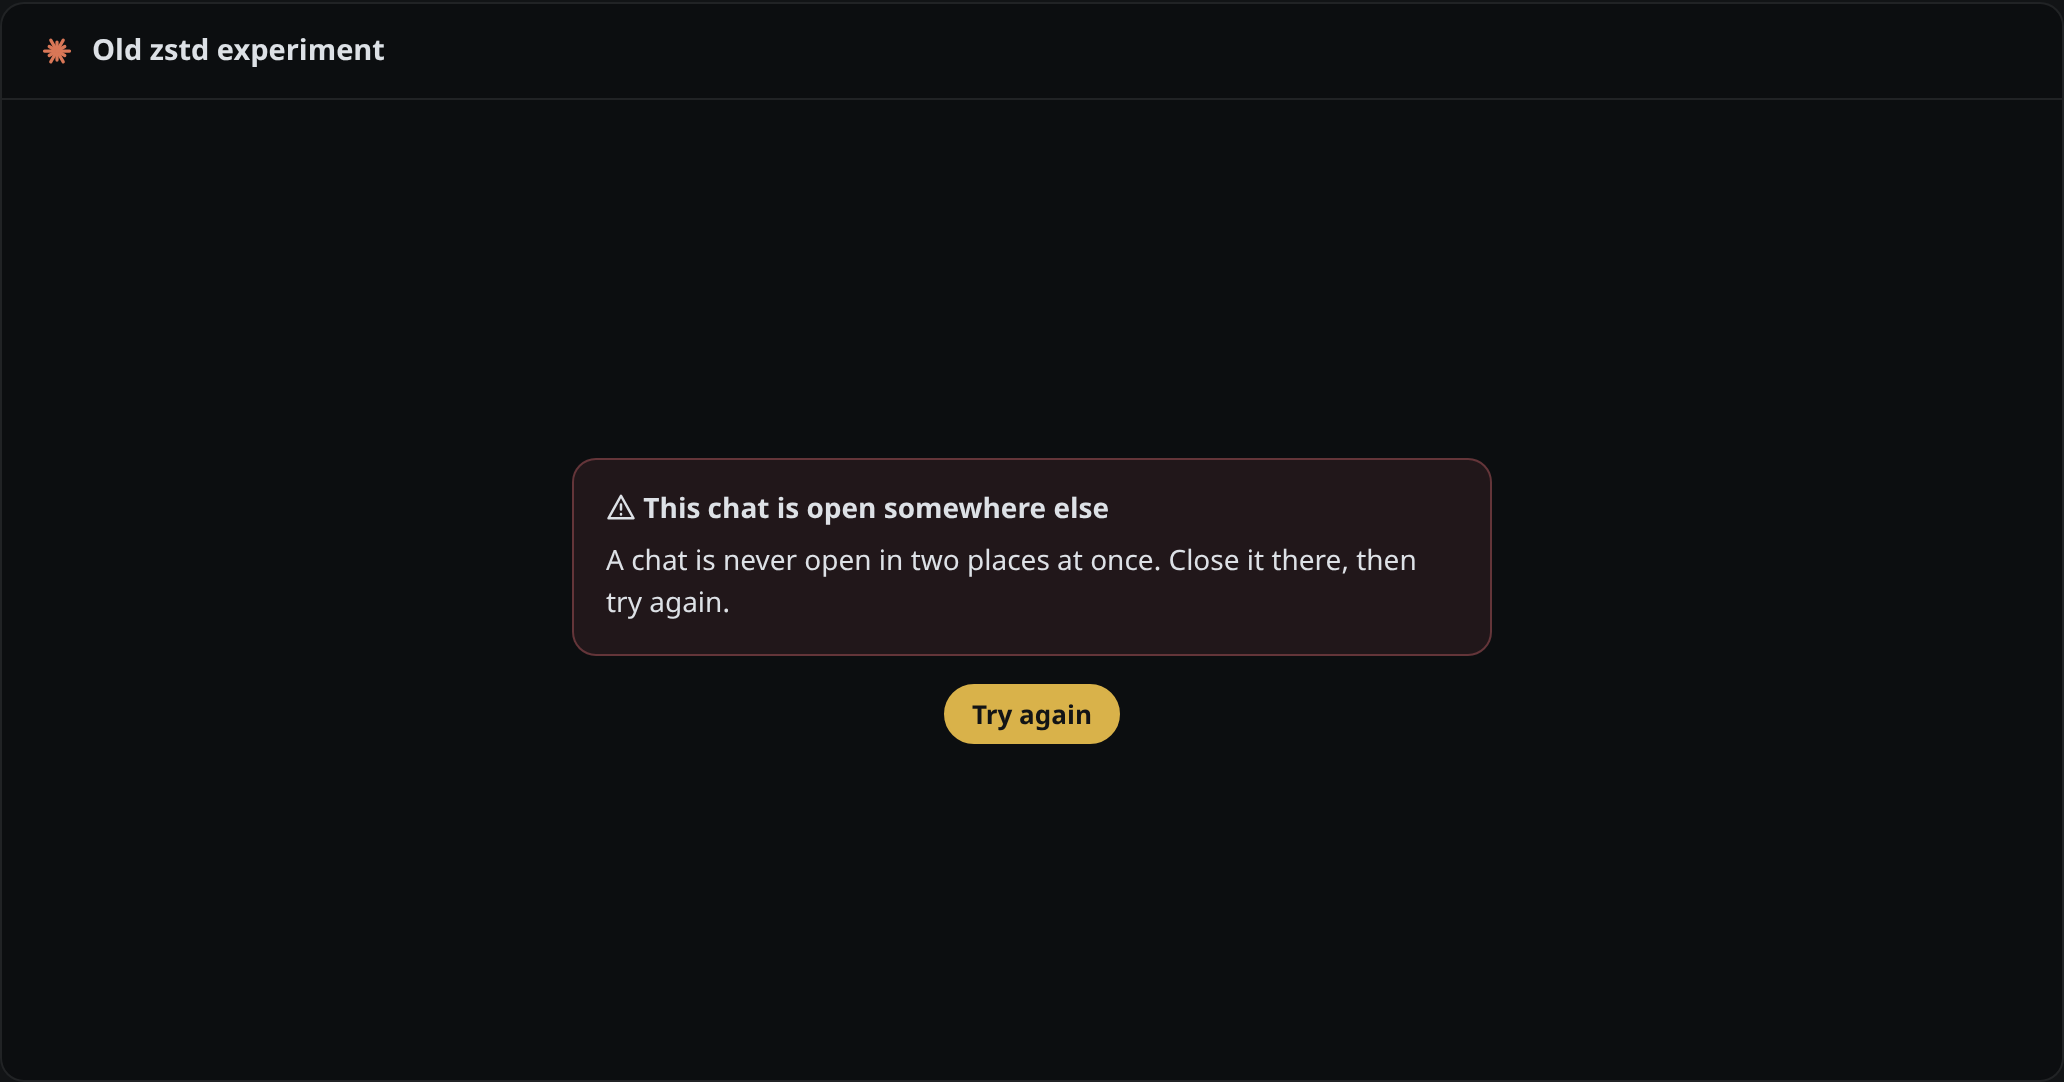 Old zstd experiment
This chat is open somewhere else
A chat is never open in two places at once. Close it there, then
try again.
Try again